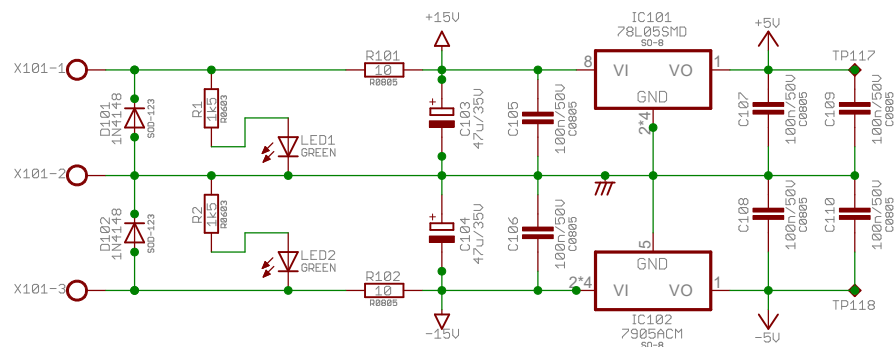 +15V
IC101
78L05SMD
SO-8
+5V
TP117
X101-1
R101
10
R0805
8
VI
VO
1
GND
2*4
D101
1N4148
SOD-123
R1
1k5
R0603
LED1
GREEN
+
C103
47u/35V
C105
100n/50V
C0805
C107
100n/50V
C0805
C109
100n/50V
C0805
X101-2
D102
1N4148
SOD-123
R2
1k5
R0603
LED2
GREEN
+
C104
47u/35V
C106
100n/50V
C0805
C108
100n/50V
C0805
C110
100n/50V
C0805
5
GND
X101-3
R102
10
R0805
2*4
VI
VO
1
-15V
IC102
7905ACM
SO-8
-5V
TP118